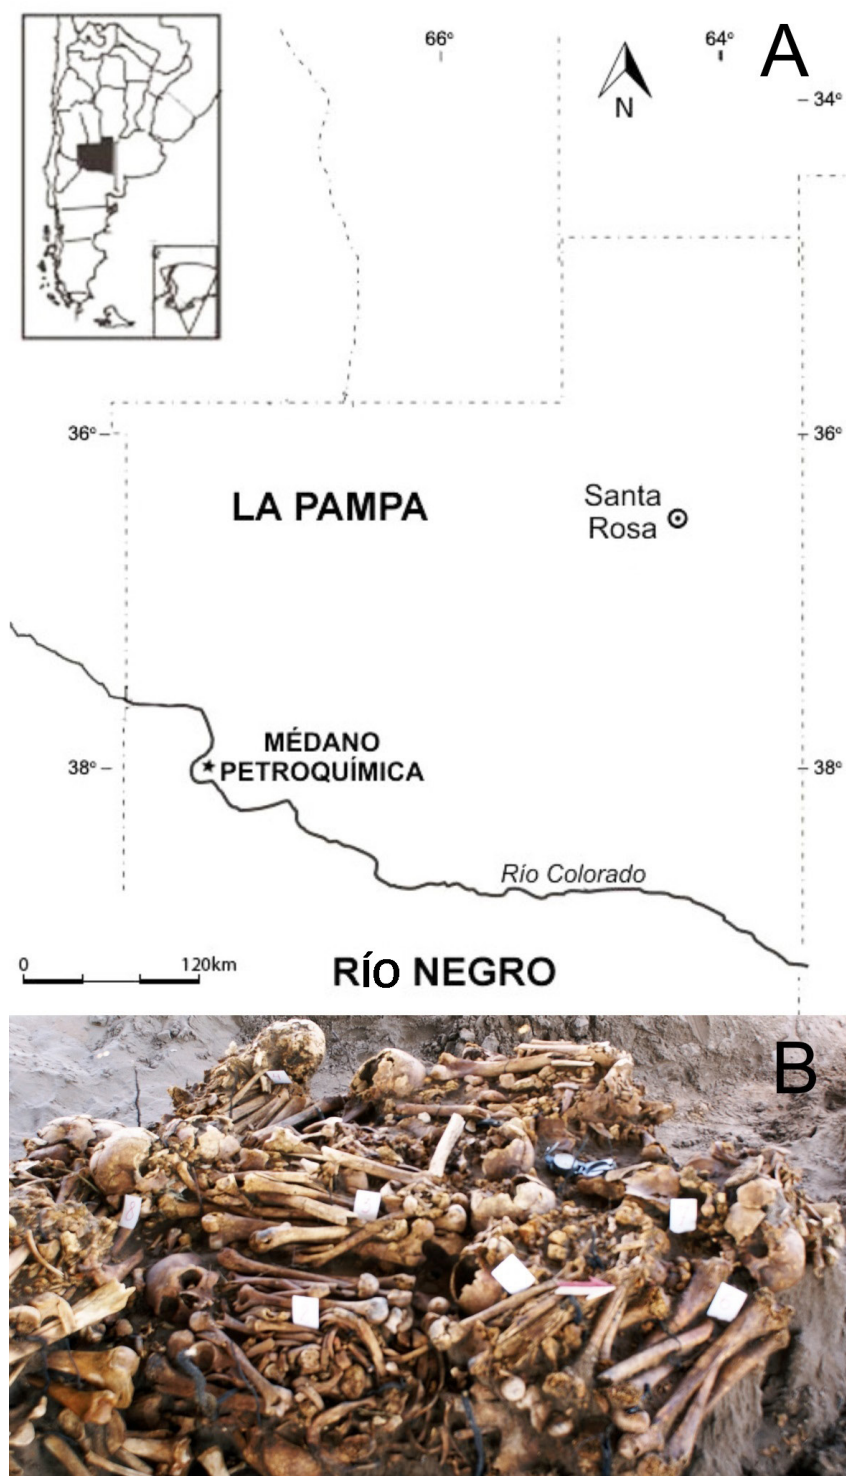 A
66°
64°
34°
N
36°
36°
LA PAMPA
Santa
Rosa
MÉDANO
PETROQUÍMICA
38°
38°
Río Colorado
0
120km
RÍO NEGRO
B